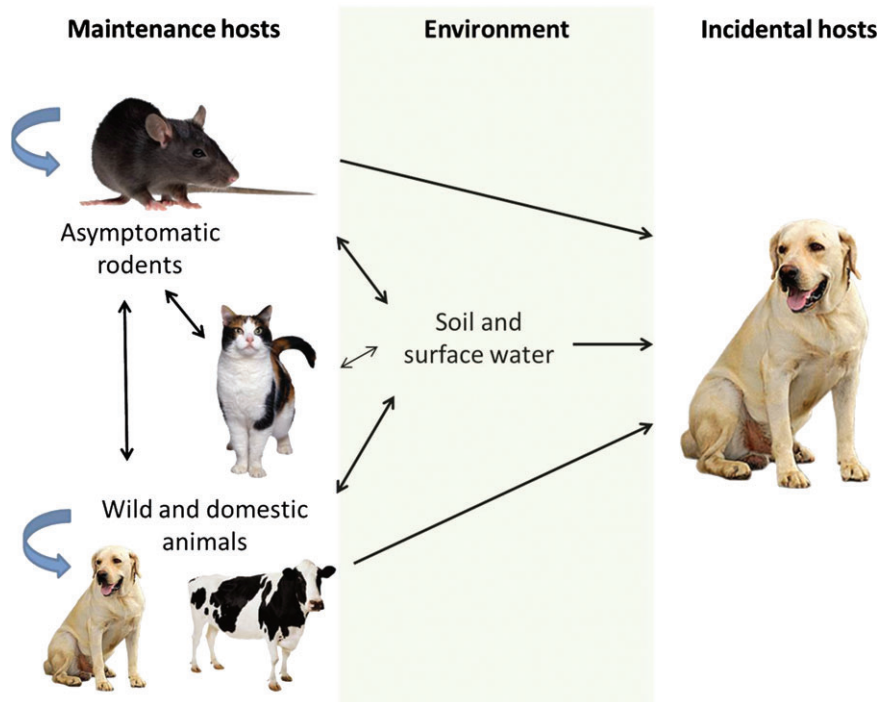 Maintenance hosts
Environment
Incidental hosts
Asymptomatic
rodents
Soil and
surface water
Wild and domestic
animals